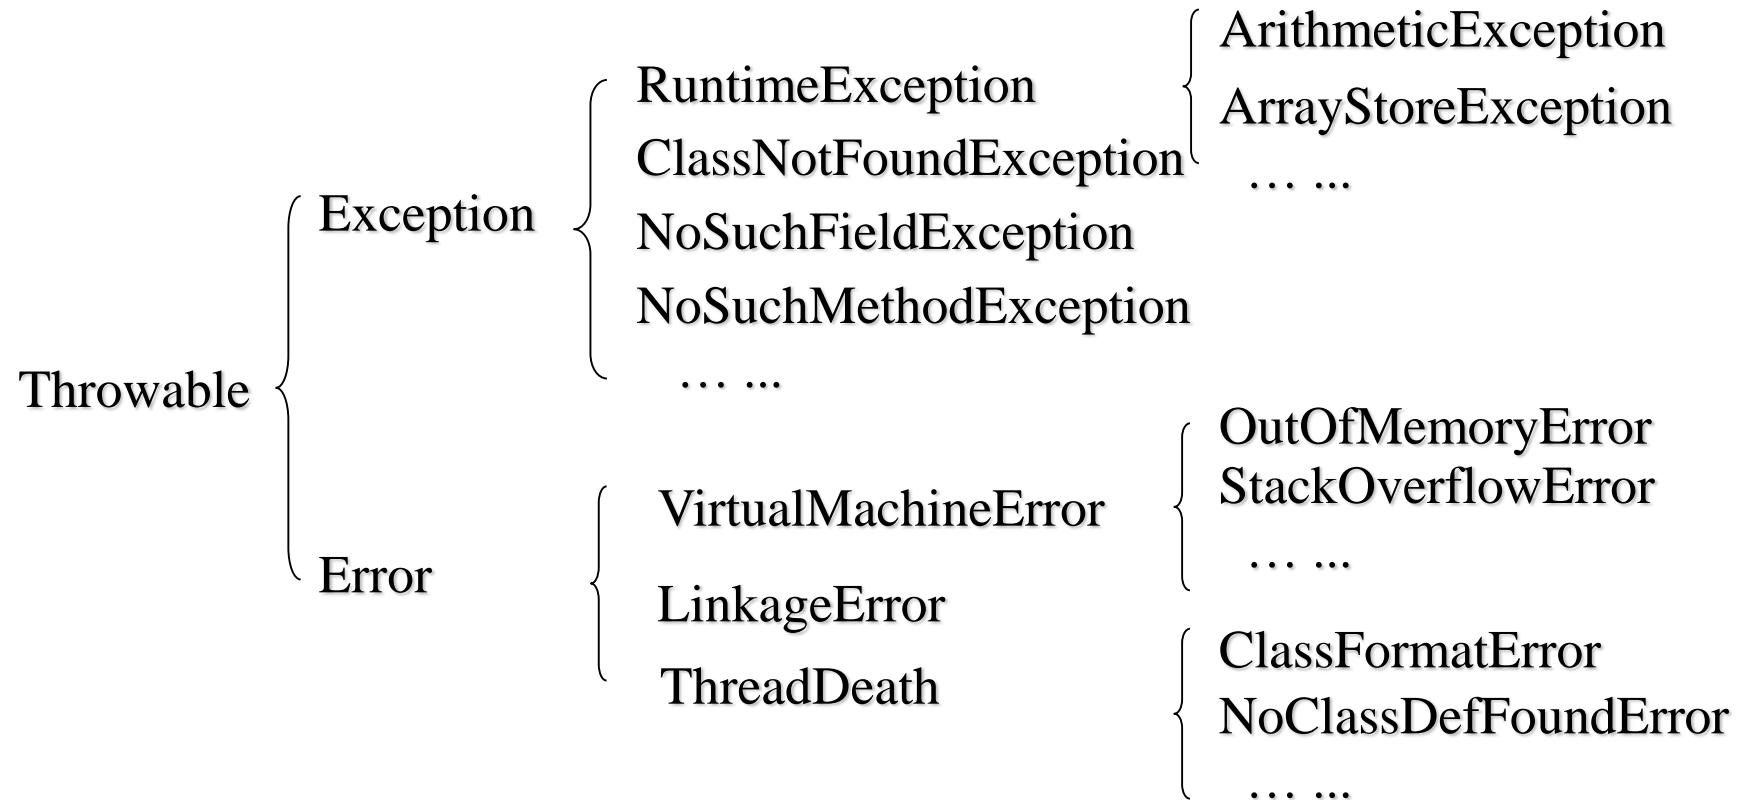 ArithmeticException
RuntimeException
ArrayStoreException
ClassNotFoundException
… ...
Exception
NoSuchFieldException
NoSuchMethodException
… ...
Throwable
OutOfMemoryError
StackOverflowError
VirtualMachineError
… ...
Error
LinkageError
ClassFormatError
ThreadDeath
NoClassDefFoundError
… ...